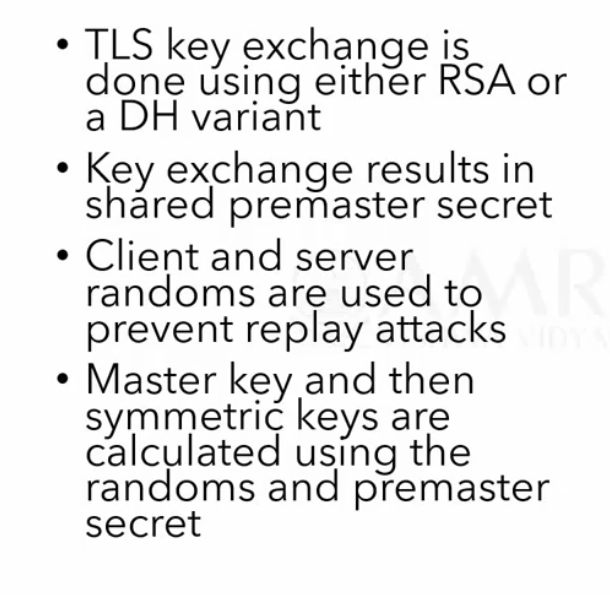 • TLS key exchange is
done using either RSA or
a DH variant
• Key exchange results in
shared premaster secret
• Client and server
randoms are used to
prevent replay attacks
• Master key and then
symmetric keys are
calculated using the
randoms and premaster
secret